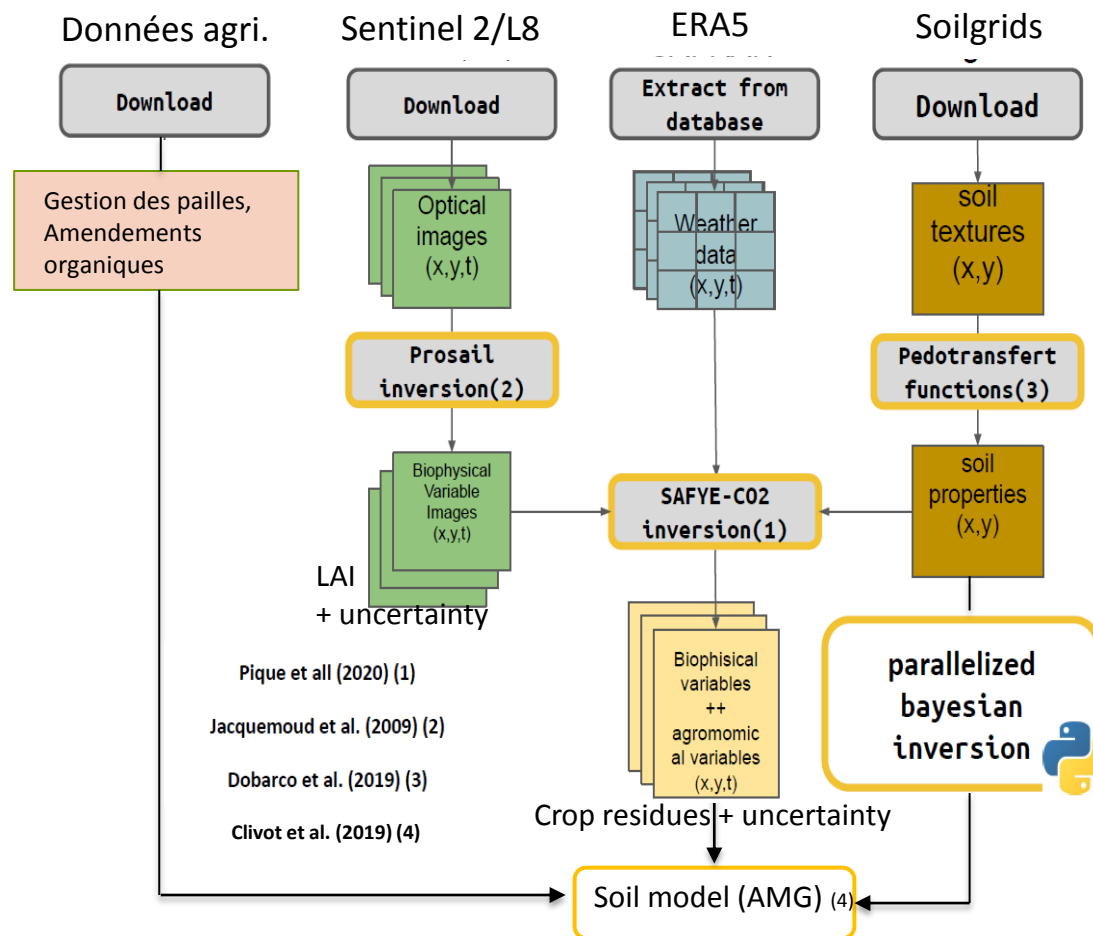 Données agri.
Sentinel 2/L8
ERA5
Soilgrids
Download
Download
Extract from
database
Download
Gestion des pailles,
Amendements
organiques
Optical
images
(x,y,t)
Weather
data
(x,y,t)
soil
textures
(x,y)
Prosail
inversion(2)
Pedotransfert
functions(3)
Biophysical
Variable
Images
(x,y,t)
SAFYE-CO2
inversion(1)
soil
properties
(x,y)
LAI
+ uncertainty
Pique et all (2020) (1)
Jacquemoud et al. (2009) (2)
Dobarco et al. (2019) (3)
Clivot et al. (2019) (4)
Biophisical
variables
++
agromomic
al variables
(x,y,t)
parallelized
bayesian
inversion
Crop residues + uncertainty
Soil model (AMG) (4)